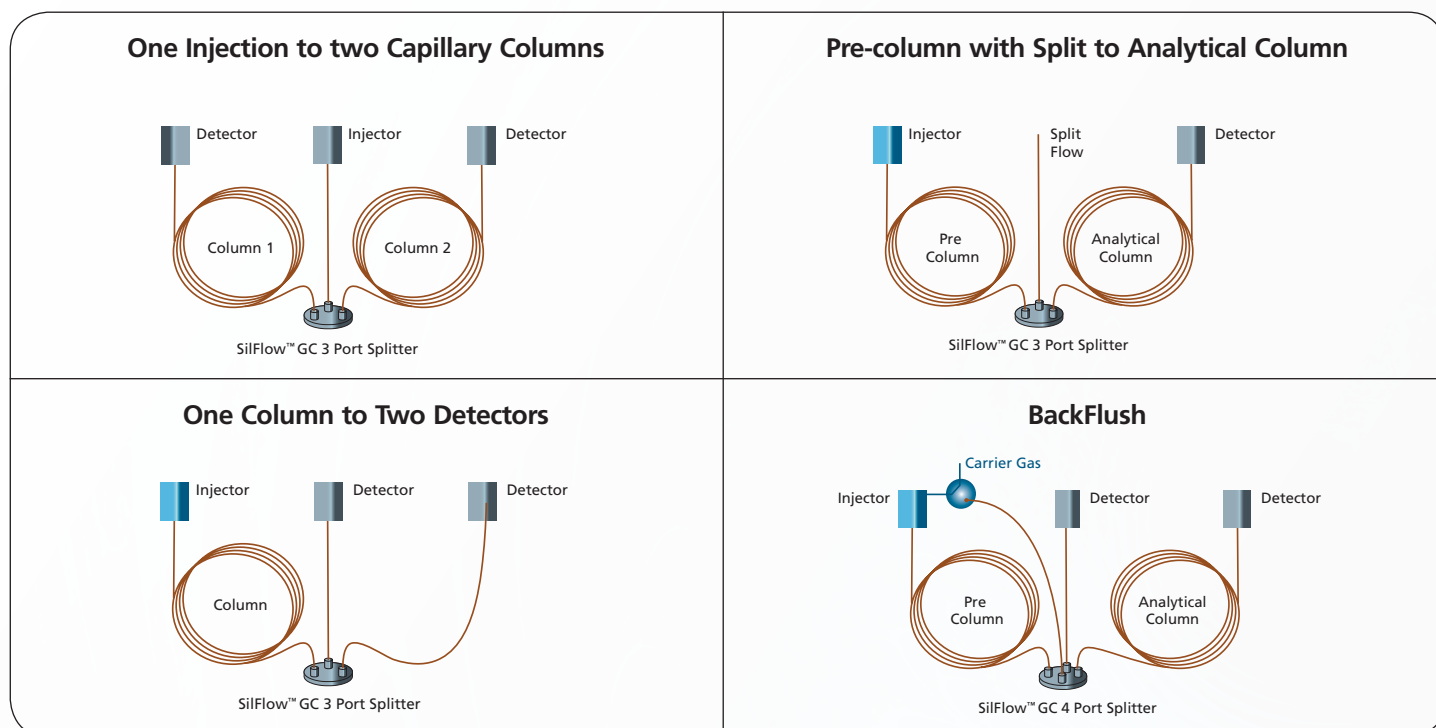 One Injection to two Capillary Columns
Detector
Injector
Detector
Column 1
Column 2
SilFlow™ GC 3 Port Splitter
Pre-column with Split to Analytical Column
Injector
Split
Flow
Detector
Pre
Column
Analytical
Column
SilFlow™ GC 3 Port Splitter
One Column to Two Detectors
Injector
Detector
Detector
Column
SilFlow™ GC 3 Port Splitter
BackFlush
Carrier Gas
Injector
Detector
Detector
Pre
Column
Analytical
Column
SilFlow™ GC 4 Port Splitter